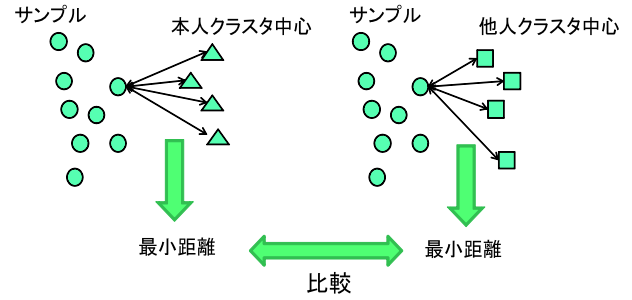 サンプル
本人クラスタ中心
サンプル
他人クラスタ中心
最小距離
最小距離
比較